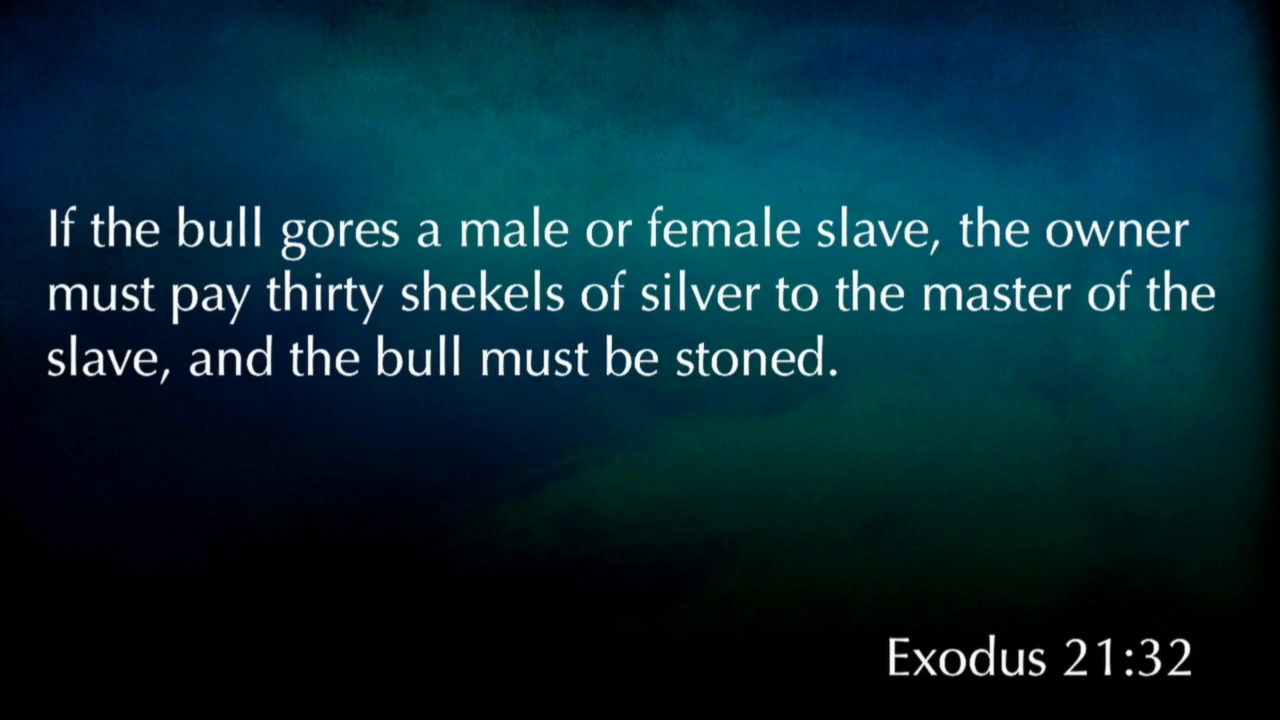 If the bull gores a male or female slave, the owner
must pay thirty shekels of silver to the master of the
slave, and the bull must be stoned.
Exodus 21:32